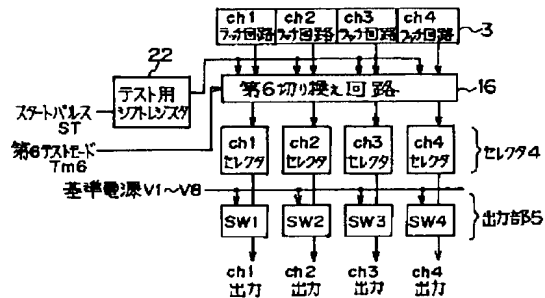 ch1 ch2 ch3 ch4
ラッチ回路 ラッチ回路 ラッチ回路 ラッチ回路
3
22
テスト用
シフトレジスタ
第6切り換え回路
16
スタートパルス
ST
第6テストモード
Tm6
ch1 ch2 ch3 ch4
セレクタ セレクタ セレクタ セレクタ
セレクタ4
基準電源V1～V8
SW1 SW2 SW3 SW4
出力部5
ch1 ch2 ch3 ch4
出力 出力 出力 出力